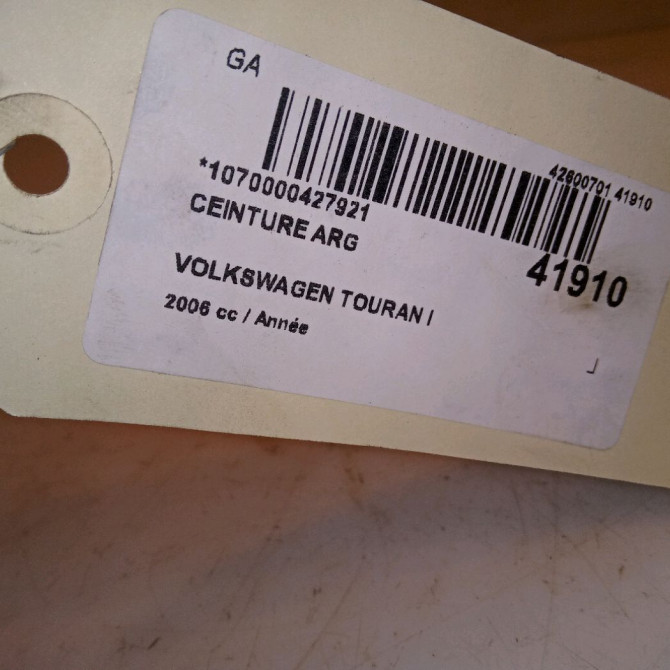 GA
42600701 41910
*1070000427921
CEINTURE ARG
41910
VOLKSWAGEN TOURAN I
2006 cc / Année